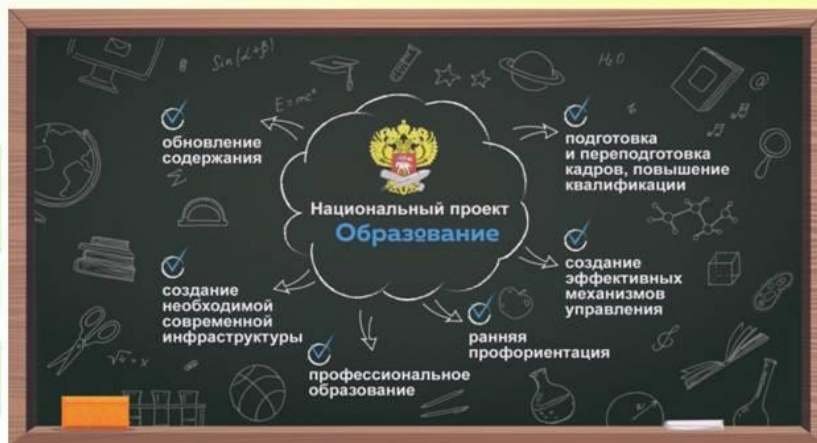 Sin(α+β)
H₂O
E=mc²
@
обновление
содержания
подготовка
и переподготовка
кадров, повышение
квалификации
Национальный проект
Образование
создание
необходимой
современной
инфраструктуры
создание
эффективных
механизмов
управления
ранняя
профориентация
профессиональное
образование